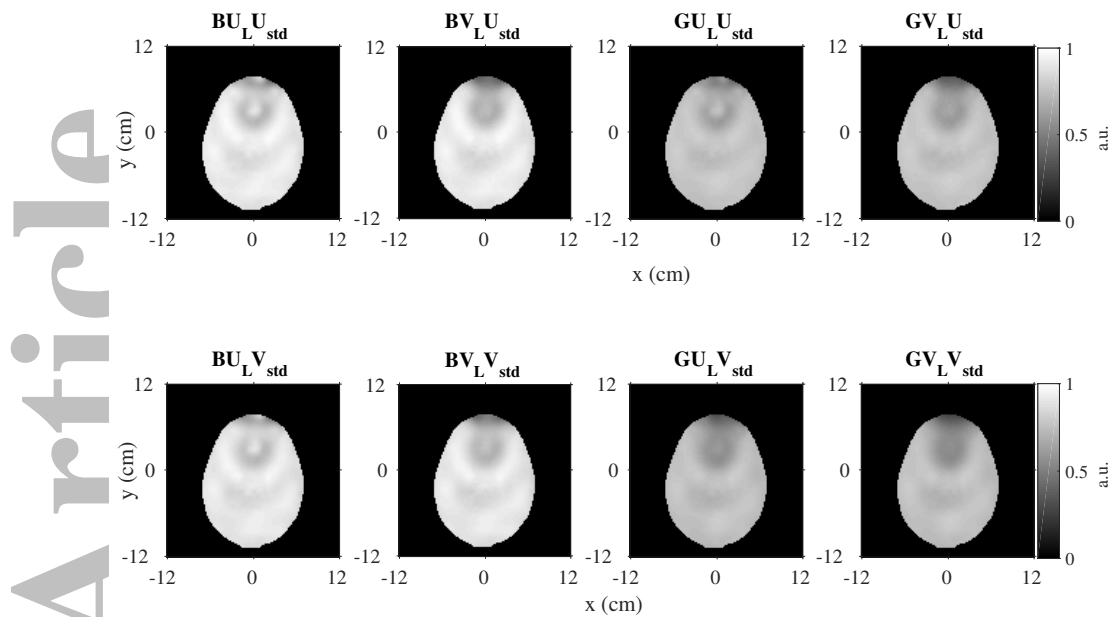 Article
BU_L U_std BV_L U_std GU_L U_std GV_L U_std
12 12 12 12 1
y (cm) 0 0 0 0 0.5 a.u.
-12 -12 -12 -12 0
-12 0 12 -12 0 12 -12 0 12 -12 0 12
x (cm)
BU_L V_std BV_L V_std GU_L V_std GV_L V_std
12 12 12 12 1
y (cm) 0 0 0 0 0.5 a.u.
-12 -12 -12 -12 0
-12 0 12 -12 0 12 -12 0 12 -12 0 12
x (cm)